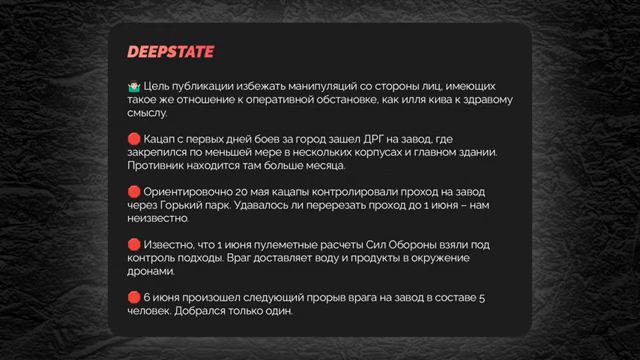 DEEPSTATE
🤷🏻‍♂️ Цель публикации избежать манипуляций со стороны лиц, имеющих
такое же отношение к оперативной обстановке, как илля кива к здравому
смыслу.
🛑 Кацап с первых дней боев за город зашел ДРГ на завод, где
закрепился по меньшей мере в нескольких корпусах и главном здании.
Противник находится там больше месяца.
🛑 Ориентировочно 20 мая кацапы контролировали проход на завод
через Горький парк. Удавалось ли перерезать проход до 1 июня – нам
неизвестно.
🛑 Известно, что 1 июня пулеметные расчеты Сил Обороны взяли под
контроль подходы. Враг доставляет воду и продукты в окружение
дронами.
🛑 6 июня произошел следующий прорыв врага на завод в составе 5
человек. Добрался только один.